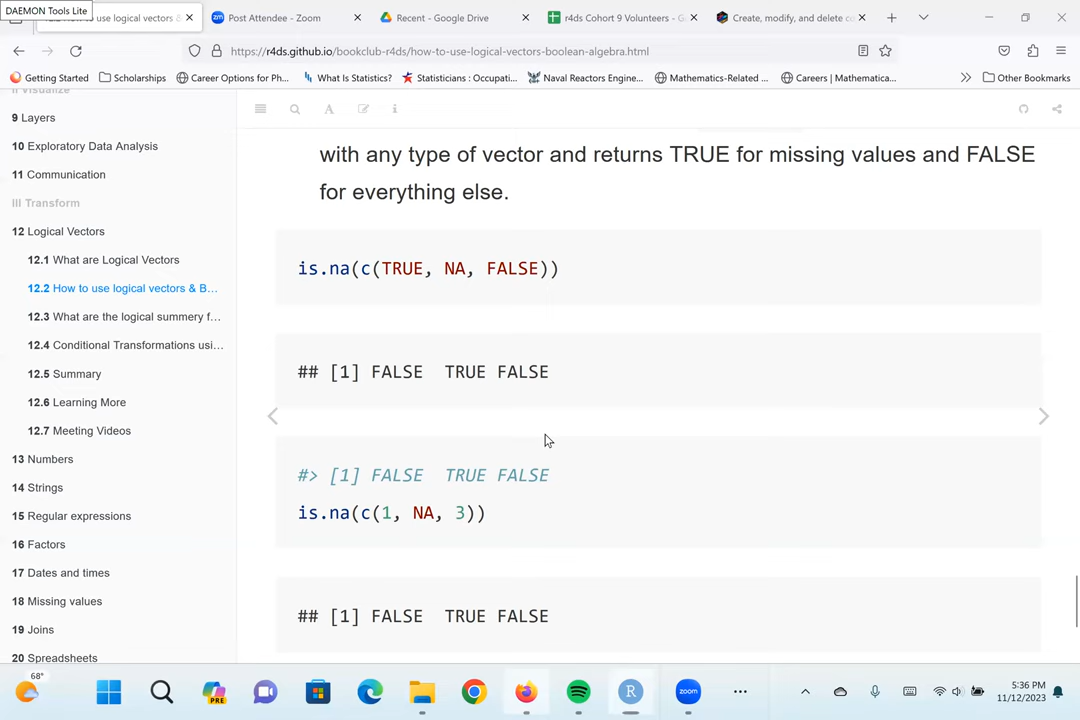 DAEMON Tools Lite
use logical vectors &
Post Attendee - Zoom
Recent - Google Drive
r4ds Cohort 9 Volunteers - G
Create, modify, and delete co
https://r4ds.github.io/bookclub-r4ds/how-to-use-logical-vectors-boolean-algebra.html
Getting Started
Scholarships
Career Options for Ph...
What Is Statistics?
Statisticians : Occupati...
Naval Reactors Engine...
Mathematics-Related ...
Careers | Mathematica...
Other Bookmarks
II Visualize
9 Layers
10 Exploratory Data Analysis
11 Communication
III Transform
12 Logical Vectors
12.1 What are Logical Vectors
12.2 How to use logical vectors & B...
12.3 What are the logical summery f...
12.4 Conditional Transformations usi...
12.5 Summary
12.6 Learning More
12.7 Meeting Videos
13 Numbers
14 Strings
15 Regular expressions
16 Factors
17 Dates and times
18 Missing values
19 Joins
20 Spreadsheets
with any type of vector and returns TRUE for missing values and FALSE
for everything else.
is.na(c(TRUE, NA, FALSE))
## [1] FALSE  TRUE FALSE
#> [1] FALSE  TRUE FALSE
is.na(c(1, NA, 3))
## [1] FALSE  TRUE FALSE
68°
PRE
R
zoom
5:36 PM
11/12/2023